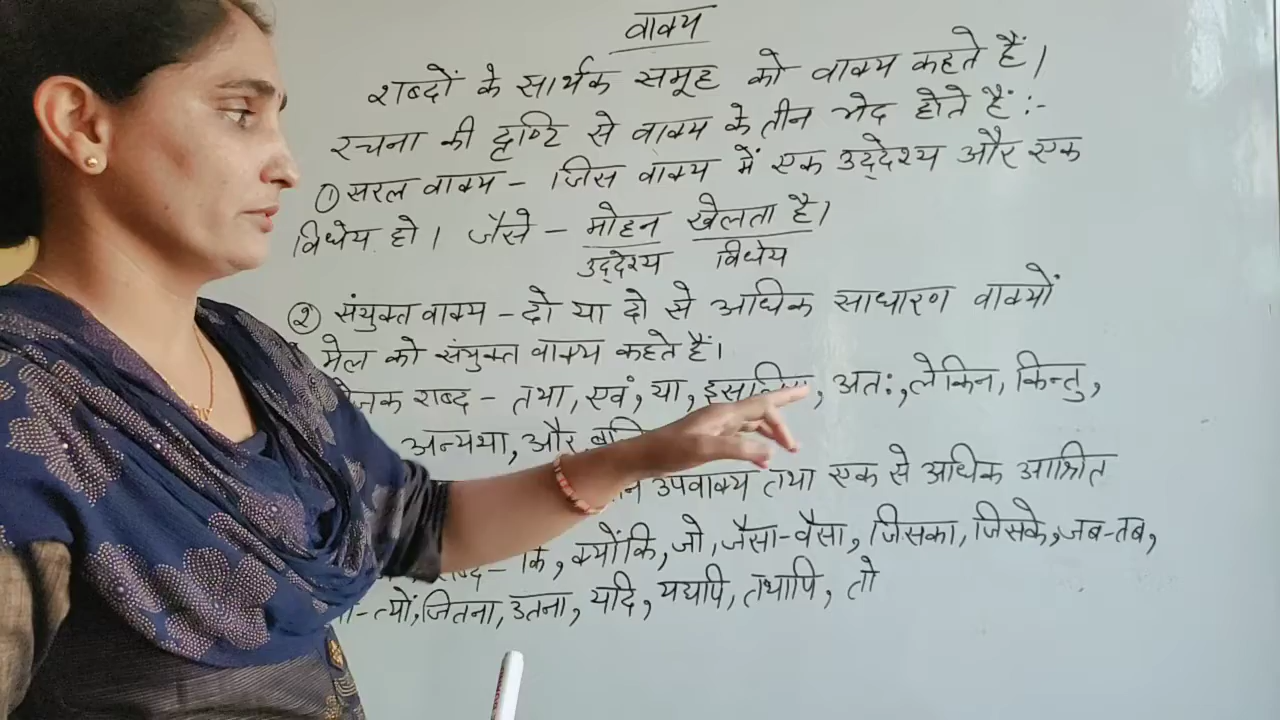 वाक्य
शब्दों के सार्थक समूह को वाक्य कहते हैं।
रचना की दृष्टि से वाक्य के तीन भेद होते हैं :-
① सरल वाक्य - जिस वाक्य में एक उद्देश्य और एक
विधेय हो। जैसे - मोहन खेलता है।
उद्देश्य विधेय
② संयुक्त वाक्य - दो या दो से अधिक साधारण वाक्यों
मेल को संयुक्त वाक्य कहते हैं।
शब्द - तथा, एवं, या, अतः, लेकिन, किन्तु,
अन्यथा, और
उपवाक्य तथा एक से अधिक आश्रित
कि, क्योंकि, जो, जैसा-वैसा, जिसका, जिसके, जब-तब,
त्यों, जितना, उतना, यदि, यद्यपि, तथापि, तो